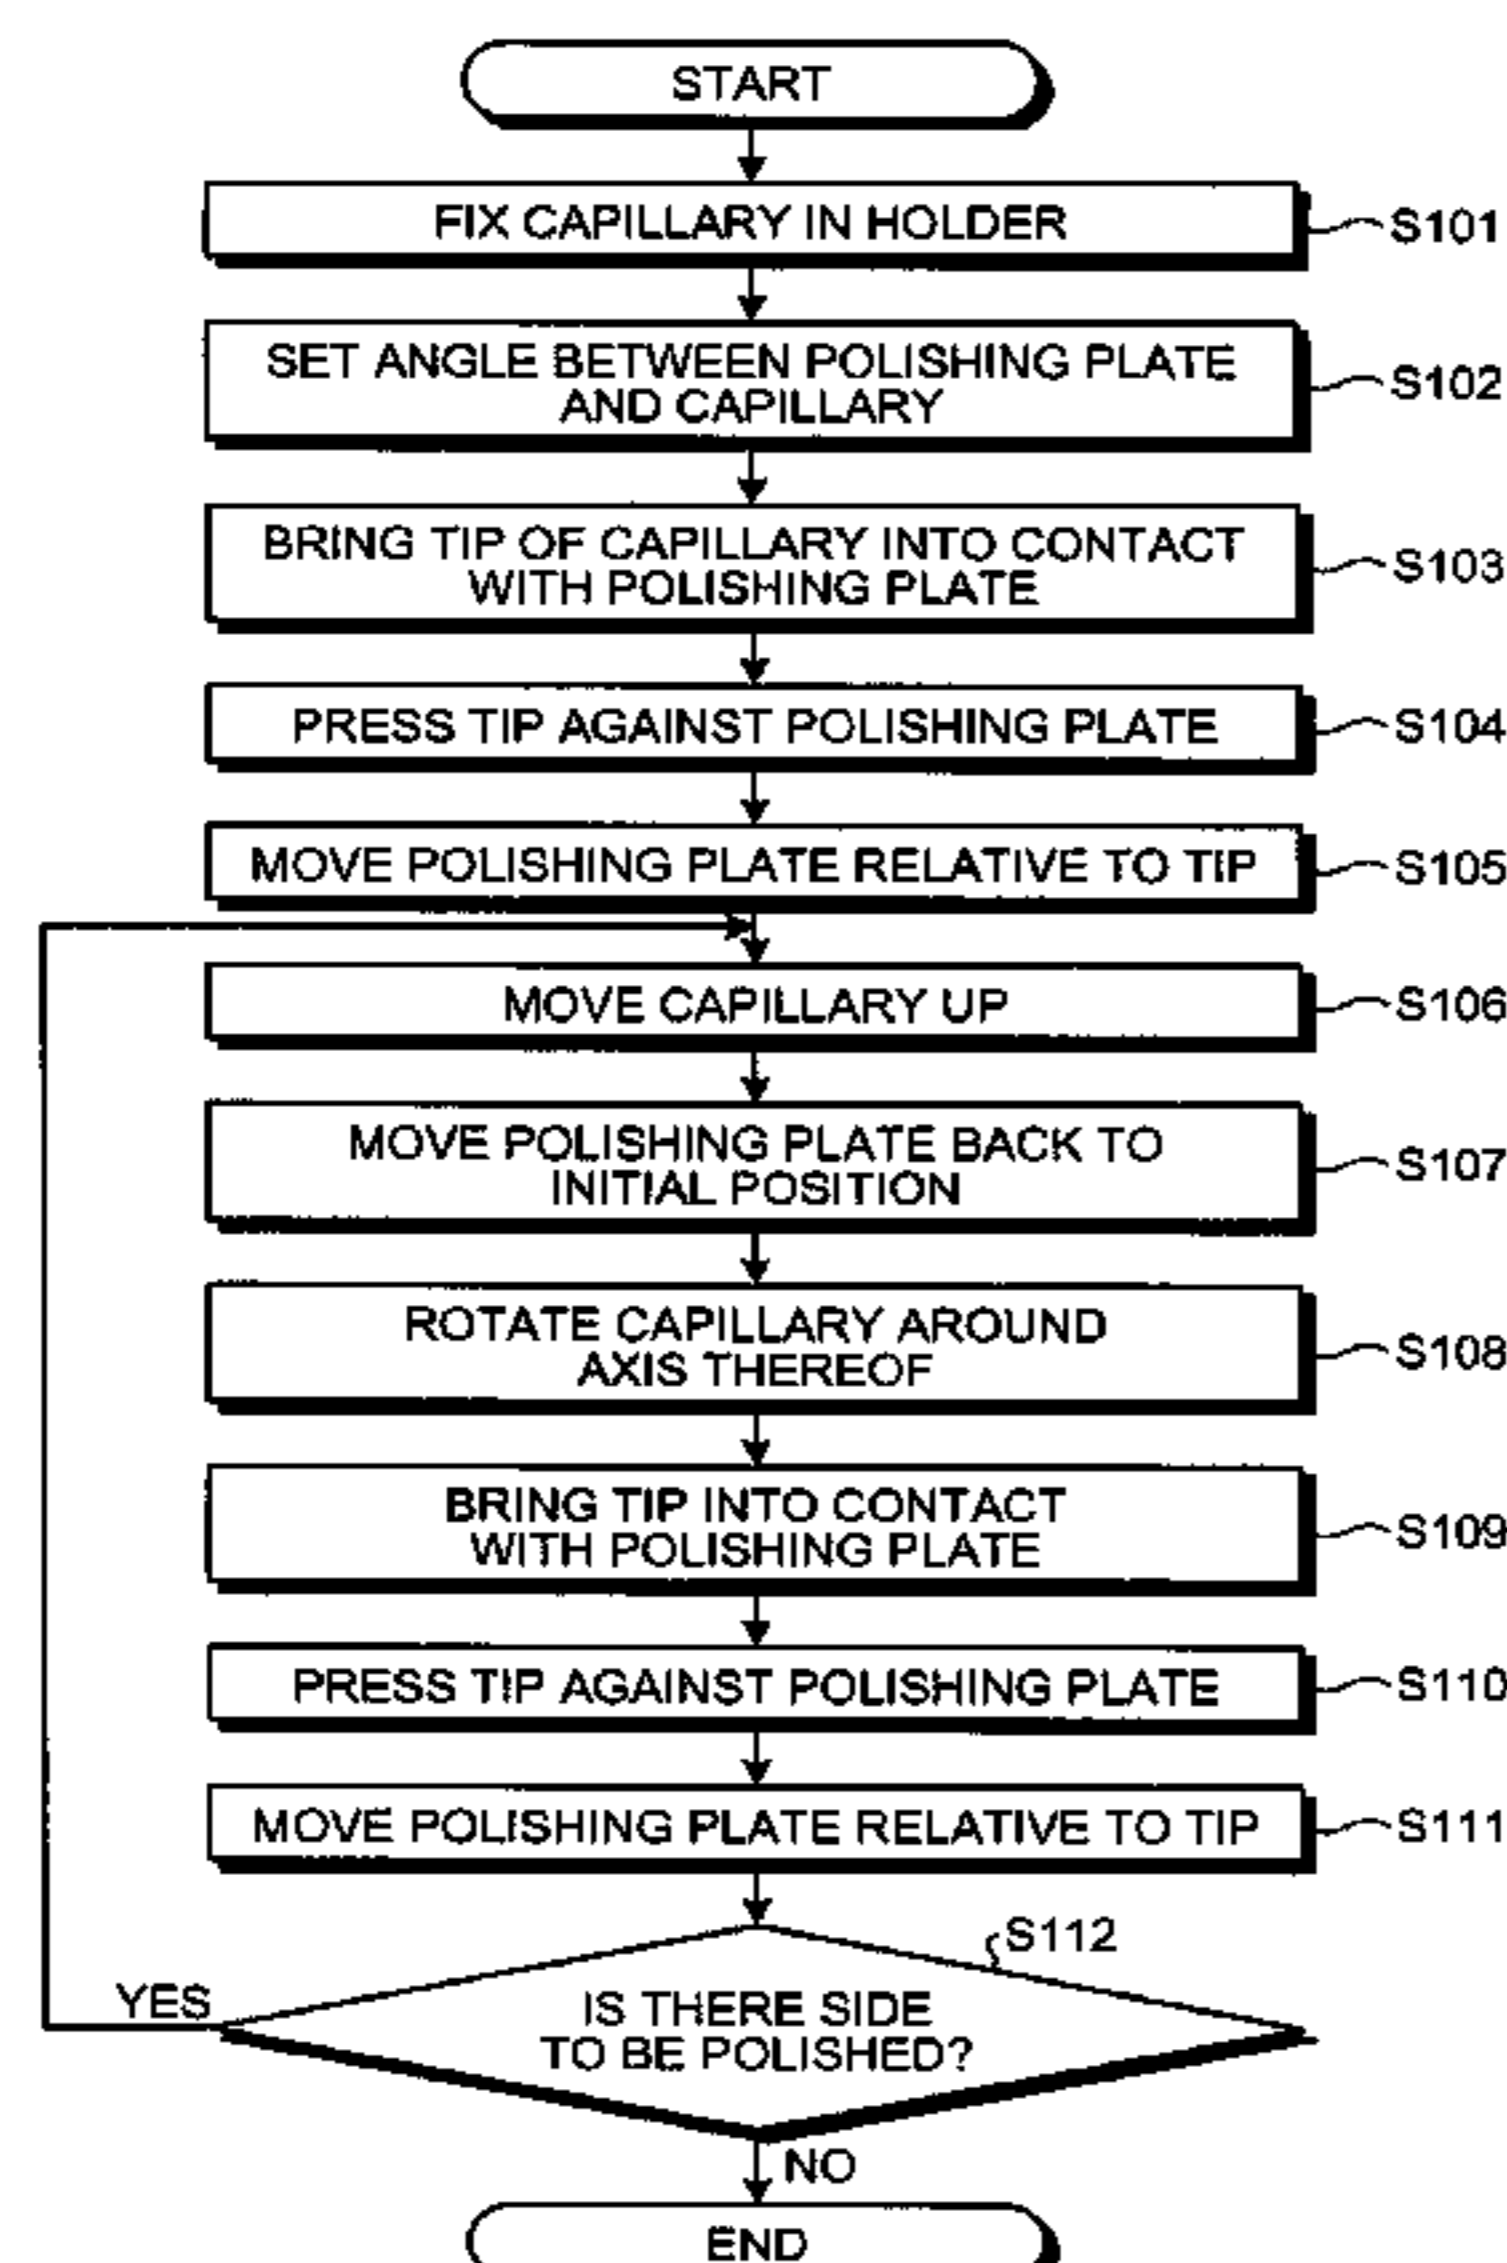 START
FIX CAPILLARY IN HOLDER
S101
SET ANGLE BETWEEN POLISHING PLATE
AND CAPILLARY
S102
BRING TIP OF CAPILLARY INTO CONTACT
WITH POLISHING PLATE
S103
PRESS TIP AGAINST POLISHING PLATE
S104
MOVE POLISHING PLATE RELATIVE TO TIP
S105
MOVE CAPILLARY UP
S106
MOVE POLISHING PLATE BACK TO
INITIAL POSITION
S107
ROTATE CAPILLARY AROUND
AXIS THEREOF
S108
BRING TIP INTO CONTACT
WITH POLISHING PLATE
S109
PRESS TIP AGAINST POLISHING PLATE
S110
MOVE POLISHING PLATE RELATIVE TO TIP
S111
S112
YES
IS THERE SIDE
TO BE POLISHED?
NO
END